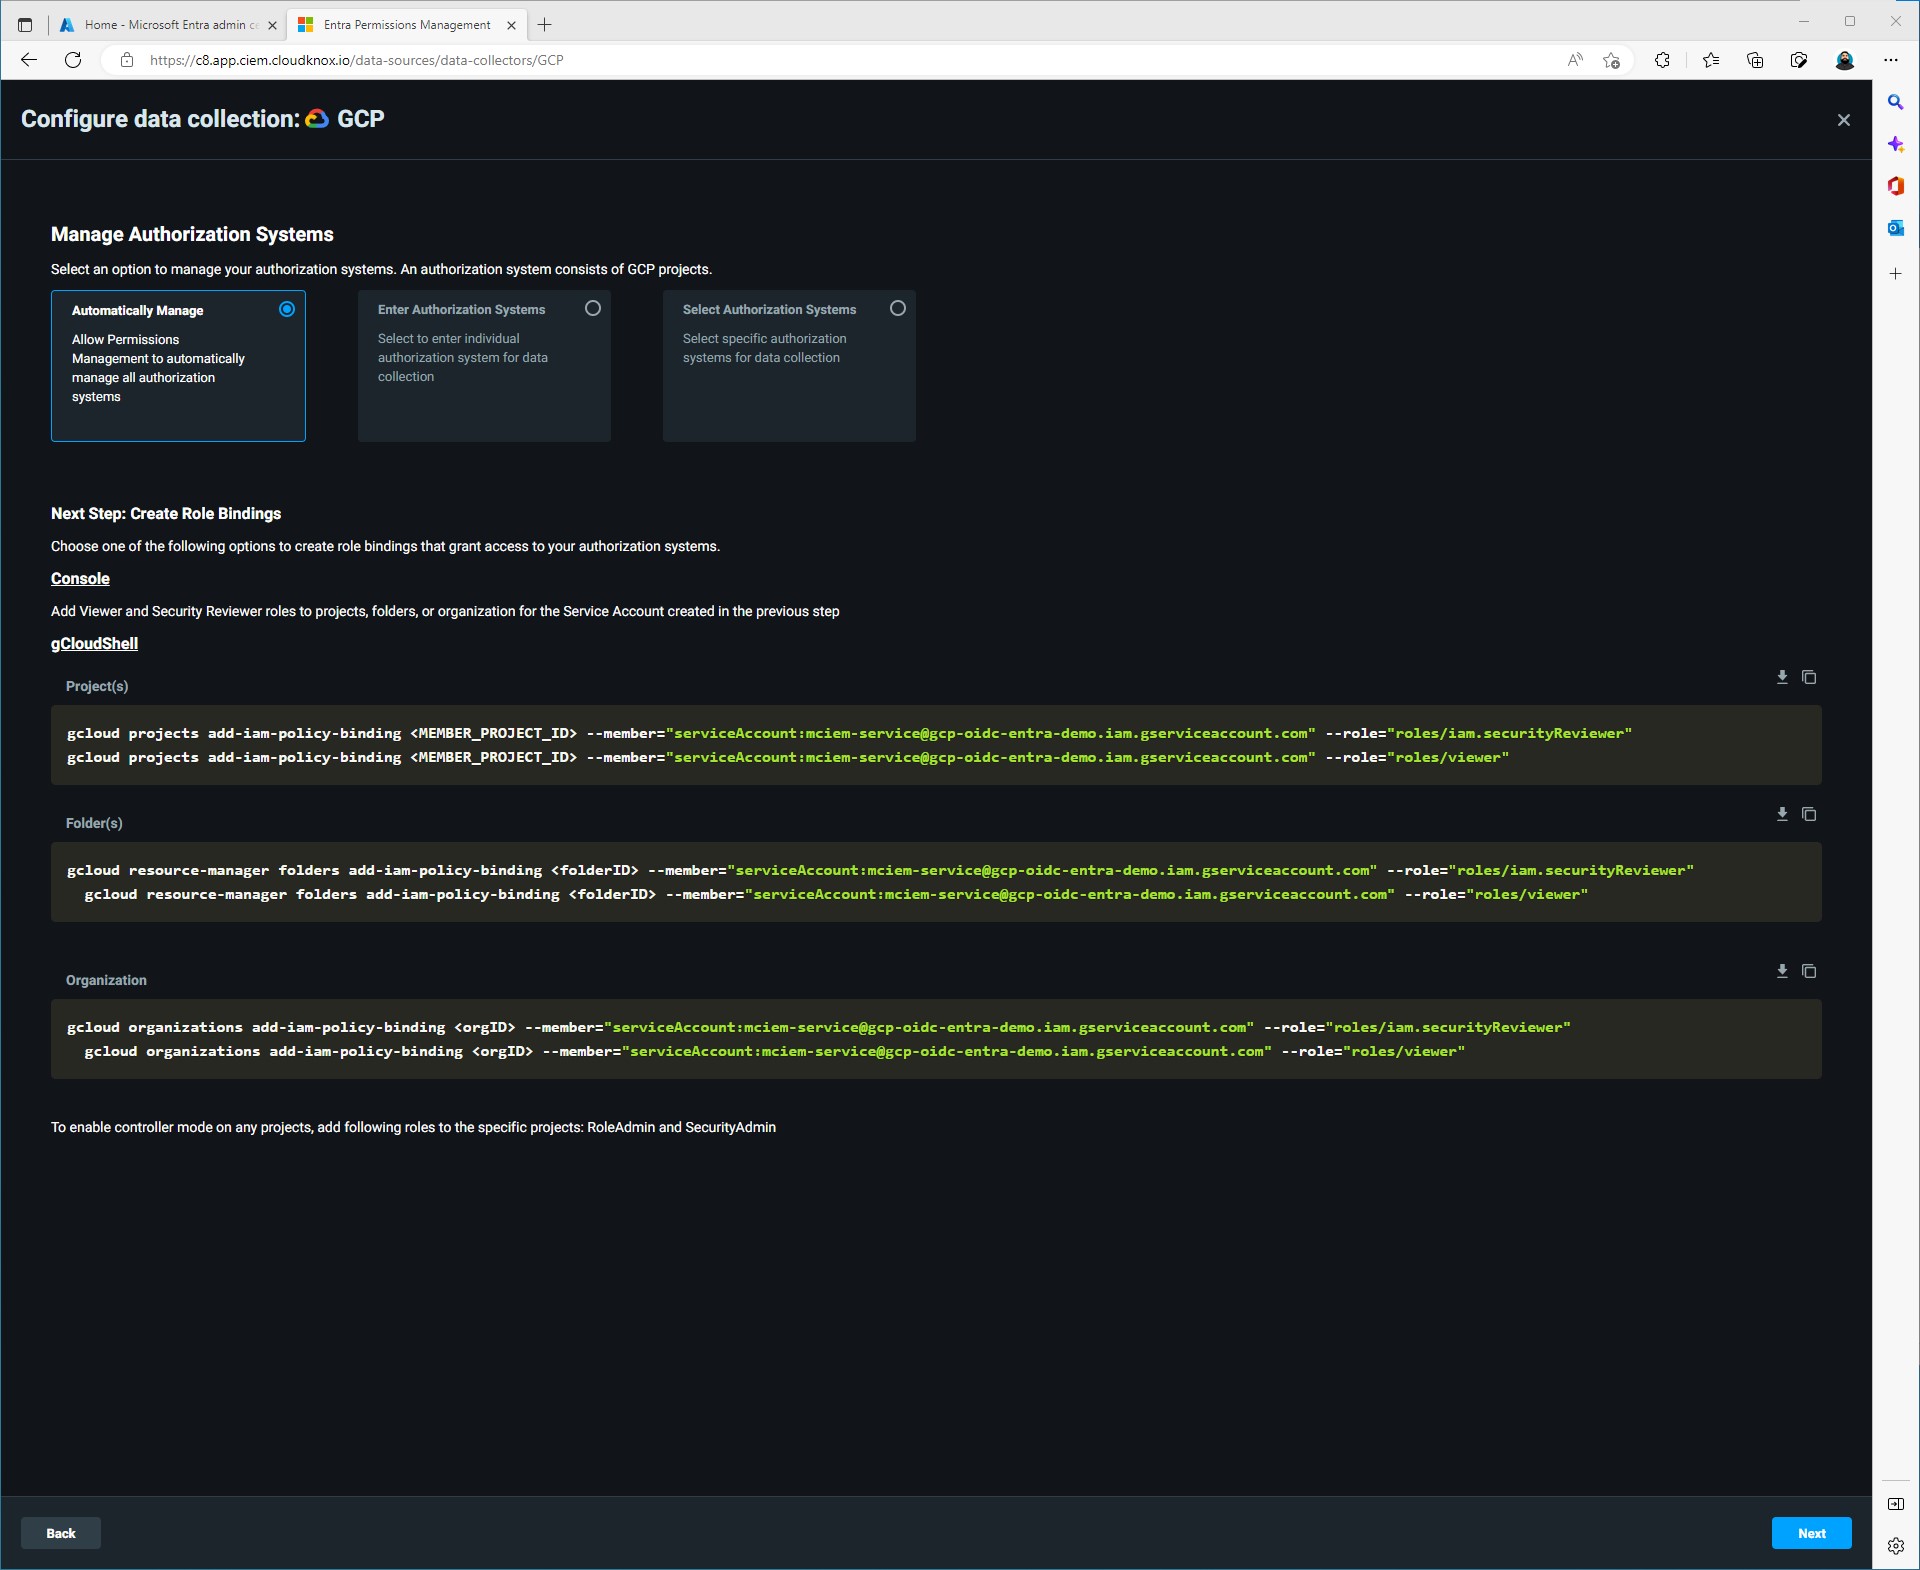 Home - Microsoft Entra admin ce
Entra Permissions Management
https://c8.app.ciem.cloudknox.io/data-sources/data-collectors/GCP
Configure data collection: GCP
Manage Authorization Systems
Select an option to manage your authorization systems. An authorization system consists of GCP projects.
Automatically Manage
Allow Permissions
Management to automatically
manage all authorization
systems
Enter Authorization Systems
Select to enter individual
authorization system for data
collection
Select Authorization Systems
Select specific authorization
systems for data collection
Next Step: Create Role Bindings
Choose one of the following options to create role bindings that grant access to your authorization systems.
Console
Add Viewer and Security Reviewer roles to projects, folders, or organization for the Service Account created in the previous step
gCloudShell
Project(s)
gcloud projects add-iam-policy-binding <MEMBER_PROJECT_ID> --member="serviceAccount:mciem-service@gcp-oidc-entra-demo.iam.gserviceaccount.com" --role="roles/iam.securityReviewer"
gcloud projects add-iam-policy-binding <MEMBER_PROJECT_ID> --member="serviceAccount:mciem-service@gcp-oidc-entra-demo.iam.gserviceaccount.com" --role="roles/viewer"
Folder(s)
gcloud resource-manager folders add-iam-policy-binding <folderID> --member="serviceAccount:mciem-service@gcp-oidc-entra-demo.iam.gserviceaccount.com" --role="roles/iam.securityReviewer"
gcloud resource-manager folders add-iam-policy-binding <folderID> --member="serviceAccount:mciem-service@gcp-oidc-entra-demo.iam.gserviceaccount.com" --role="roles/viewer"
Organization
gcloud organizations add-iam-policy-binding <orgID> --member="serviceAccount:mciem-service@gcp-oidc-entra-demo.iam.gserviceaccount.com" --role="roles/iam.securityReviewer"
gcloud organizations add-iam-policy-binding <orgID> --member="serviceAccount:mciem-service@gcp-oidc-entra-demo.iam.gserviceaccount.com" --role="roles/viewer"
To enable controller mode on any projects, add following roles to the specific projects: RoleAdmin and SecurityAdmin
Back
Next